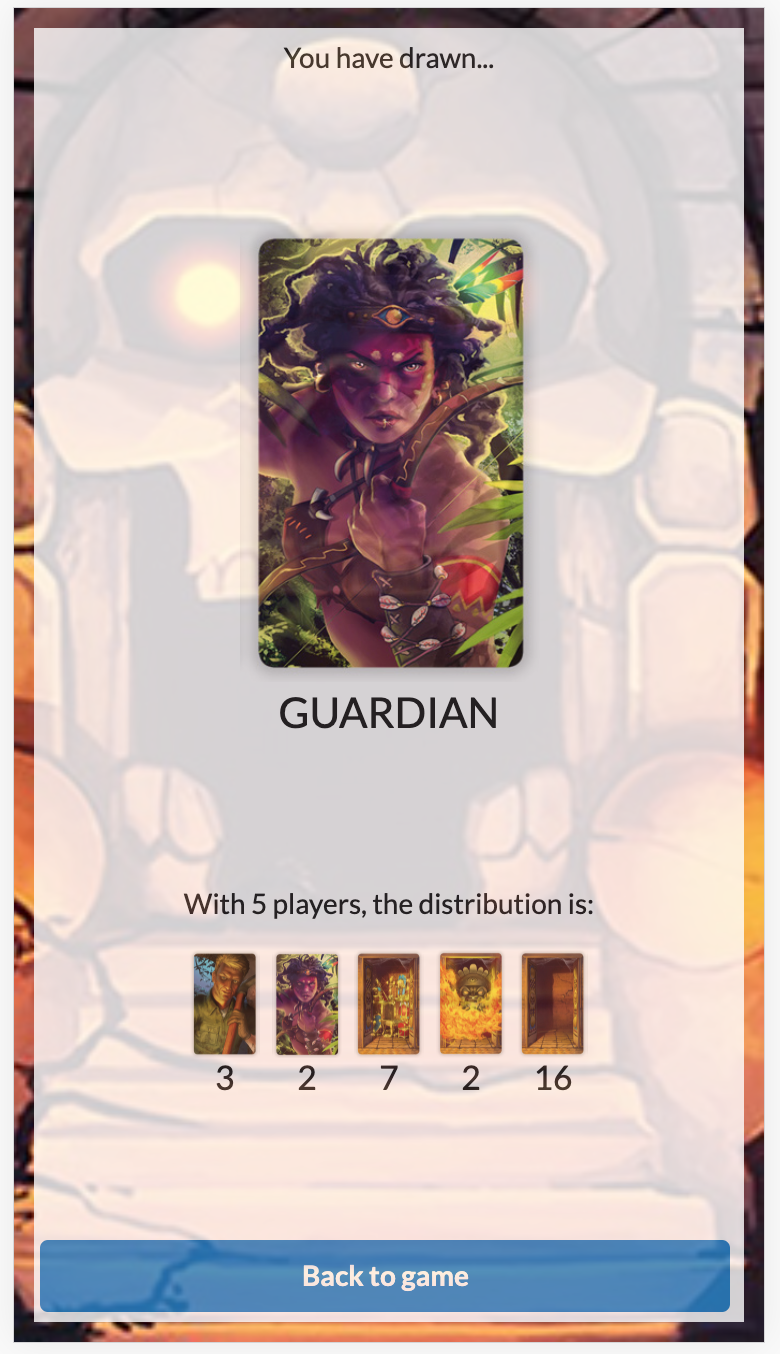 You have drawn...
GUARDIAN
With 5 players, the distribution is:
3 2 7 2 16
Back to game